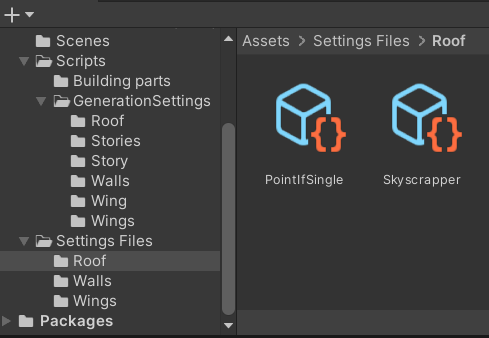 Scenes
Scripts
Building parts
GenerationSettings
Roof
Stories
Story
Walls
Wing
Wings
Settings Files
Roof
Walls
Wings
Packages
Assets > Settings Files > Roof
{} {}
PointIfSingle Skyscrapper